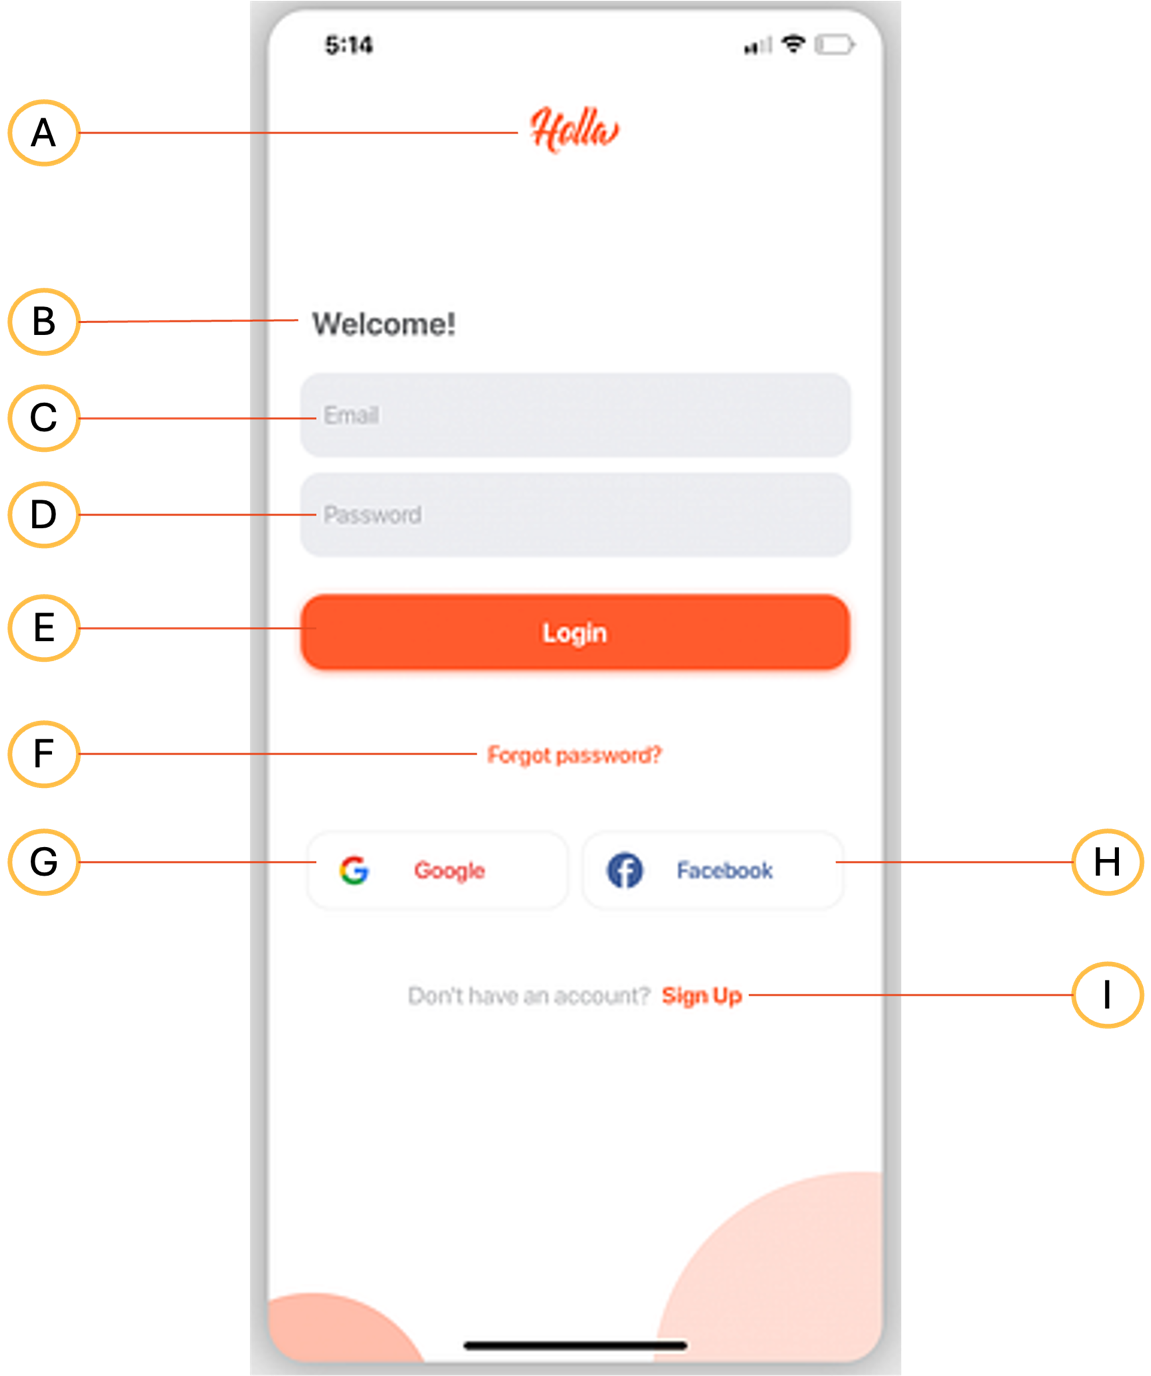 5:14
A
Holla
B
Welcome!
C
Email
D
Password
E
Login
F
Forgot password?
G
Google
Facebook
H
Don't have an account? Sign Up
I